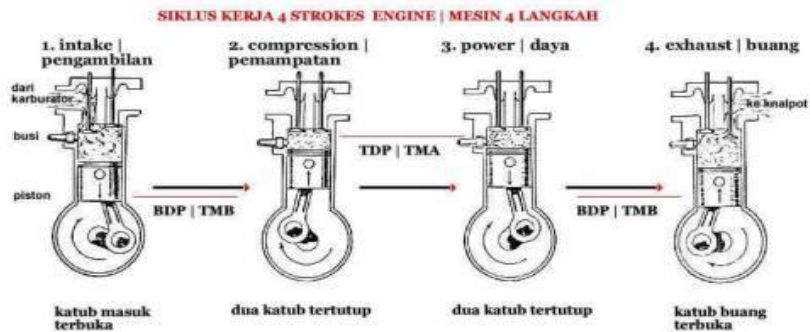 SIKLUS KERJA 4 STROKES ENGINE | MESIN 4 LANGKAH
1. intake |
pengambilan
2. compression |
pemampatan
3. power | daya
4. exhaust | buang
dari
karburator
ke knalpot
busi
TDP | TMA
piston
BDP | TMB
BDP | TMB
katub masuk
terbuka
dua katub tertutup
dua katub tertutup
katub buang
terbuka